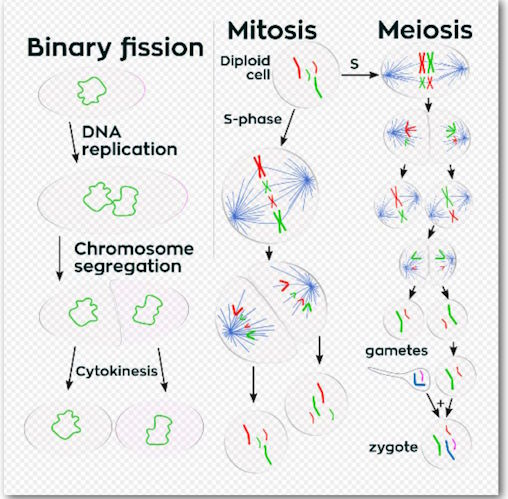 Binary fission
DNA
replication
Chromosome
segregation
Cytokinesis
Mitosis
Diploid
cell
S-phase
S
Meiosis
gametes
+
zygote